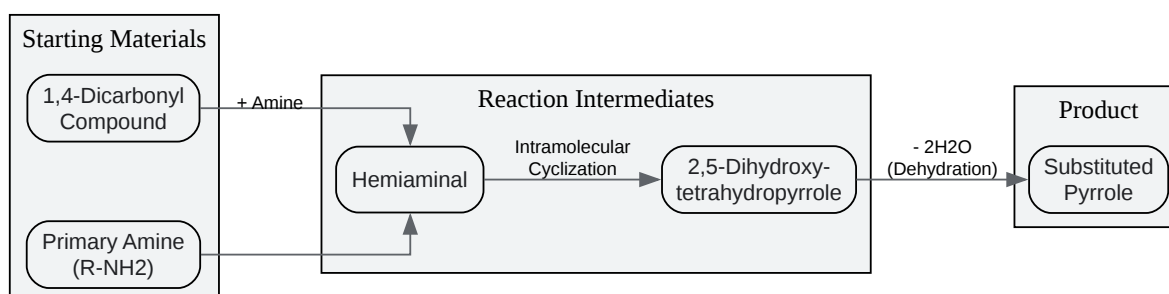 Starting Materials
1,4-Dicarbonyl
Compound
Primary Amine
(R-NH2)
+ Amine
Reaction Intermediates
Hemiaminal
Intramolecular
Cyclization
2,5-Dihydroxy-
tetrahydropyrrole
- 2H2O
(Dehydration)
Product
Substituted
Pyrrole